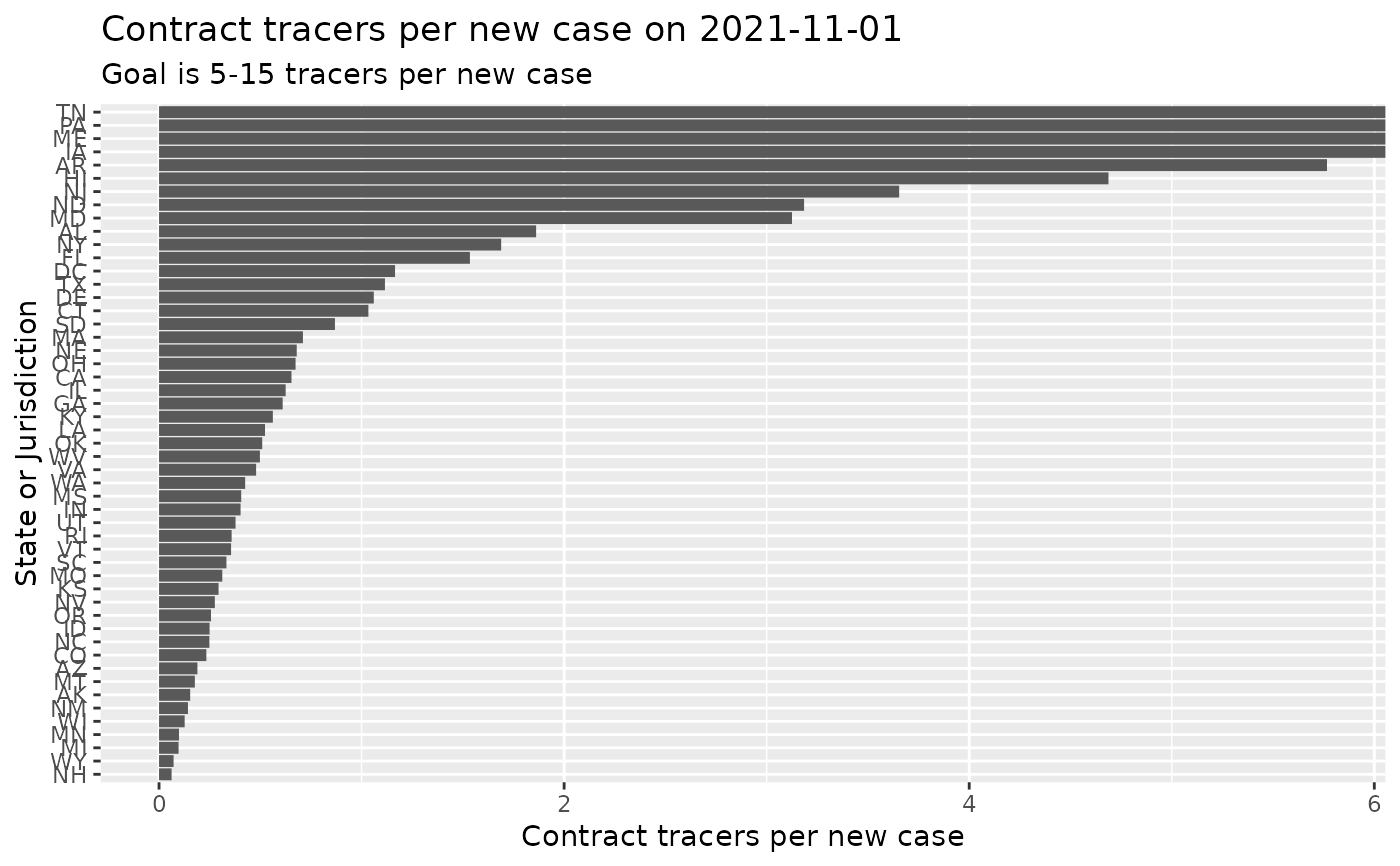 Contract tracers per new case on 2021-11-01
Goal is 5-15 tracers per new case
State or Jurisdiction
TN
PA
ME
IA
AR
HI
NJ
ND
MD
AL
NY
FL
DC
TX
DE
CT
SD
MA
NE
OH
CA
IL
GA
KY
LA
OK
WV
VA
WA
MS
IN
UT
RI
VT
SC
MO
KS
NV
OR
ID
NC
CO
AZ
MT
AK
NM
WI
MN
MI
WY
NH
0 2 4 6
Contract tracers per new case